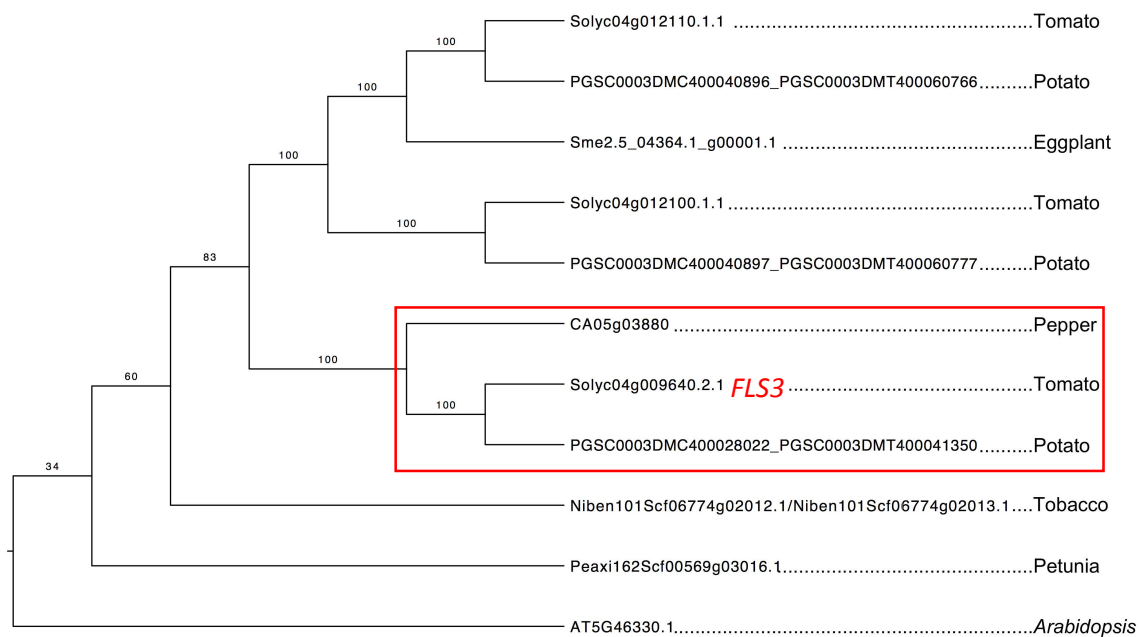 Solyc04g012110.1.1 Tomato
100
PGSC0003DMC400040896_PGSC0003DMT400060766 Potato
100
Sme2.5_04364.1_g00001.1 Eggplant
100
Solyc04g012100.1.1 Tomato
100
PGSC0003DMC400040897_PGSC0003DMT400060777 Potato
83
CA05g03880 Pepper
100
Solyc04g009640.2.1 FLS3 Tomato
60
100
PGSC0003DMC400028022_PGSC0003DMT400041350 Potato
34
Niben101Scf06774g02012.1/Niben101Scf06774g02013.1 Tobacco
Peaxi162Scf00569g03016.1 Petunia
AT5G46330.1 Arabidopsis